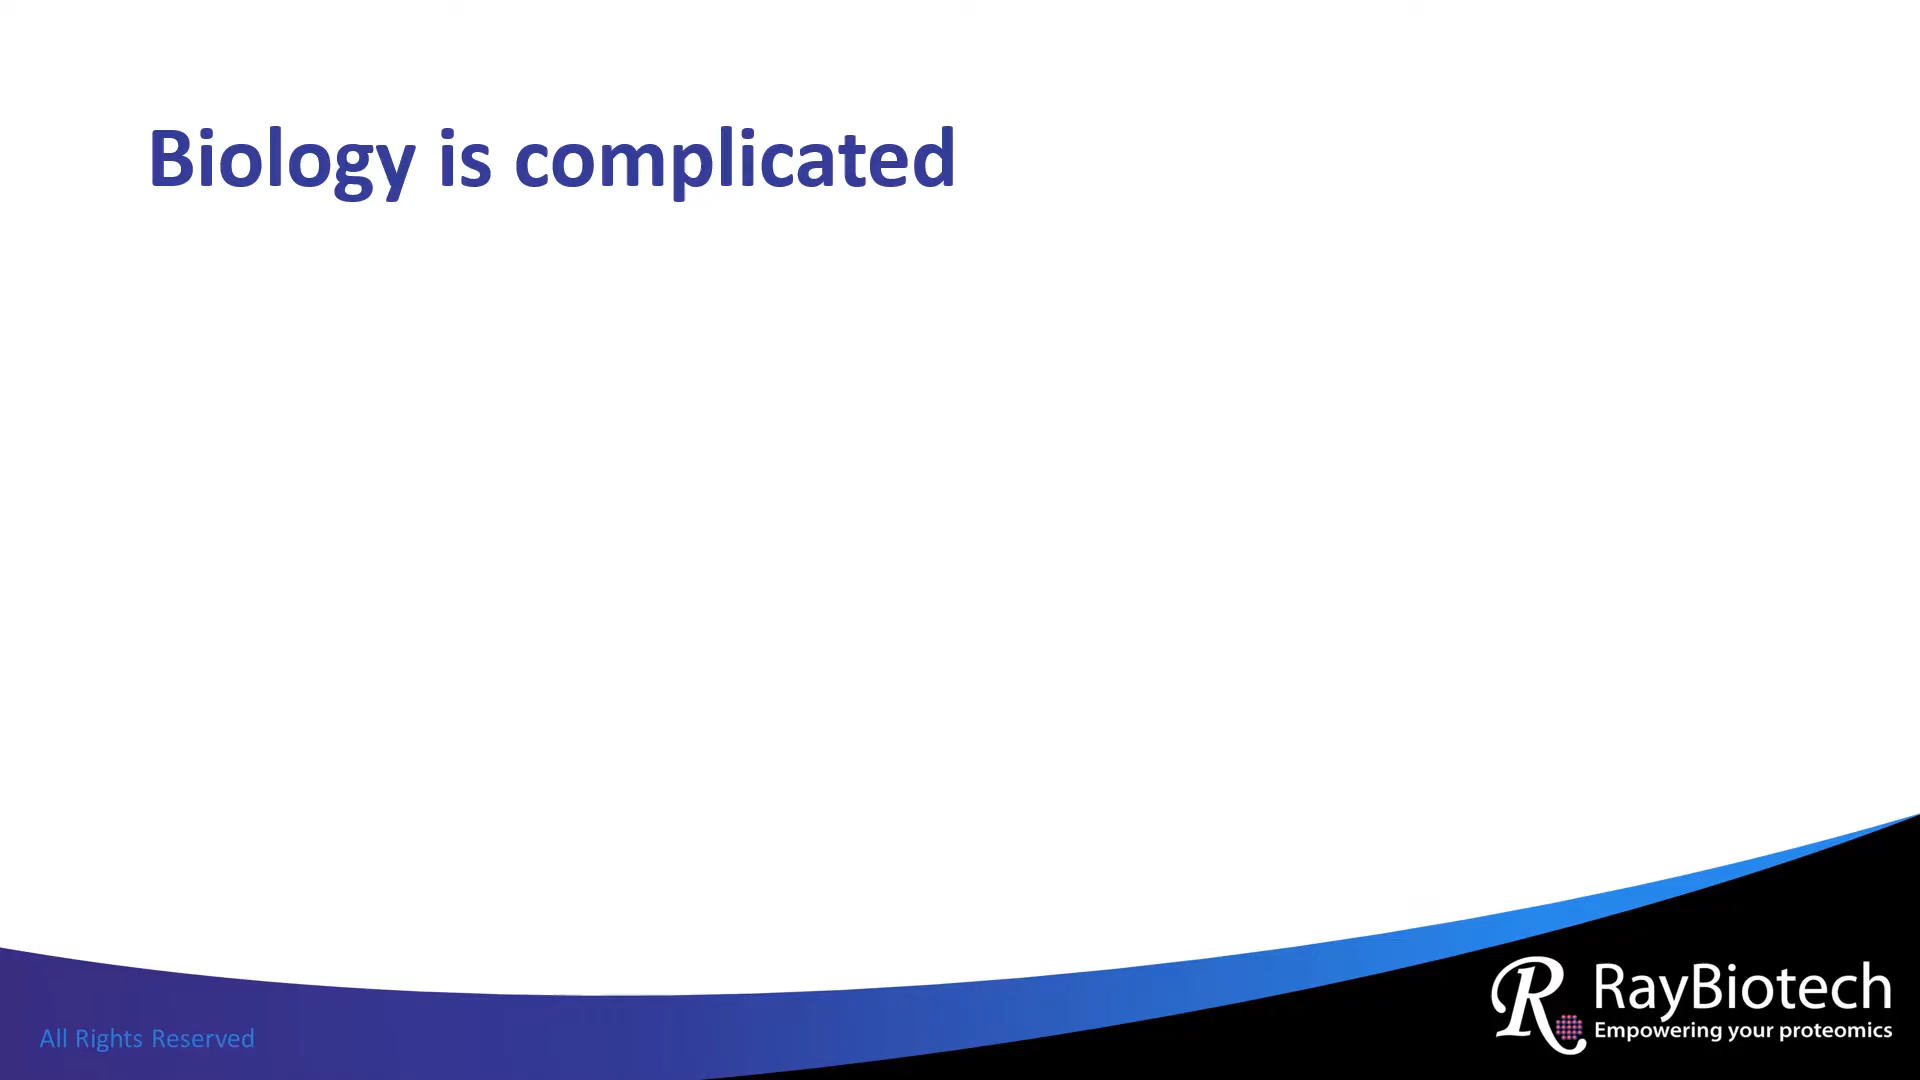 Biology is complicated
All Rights Reserved
RayBiotech
Empowering your proteomics